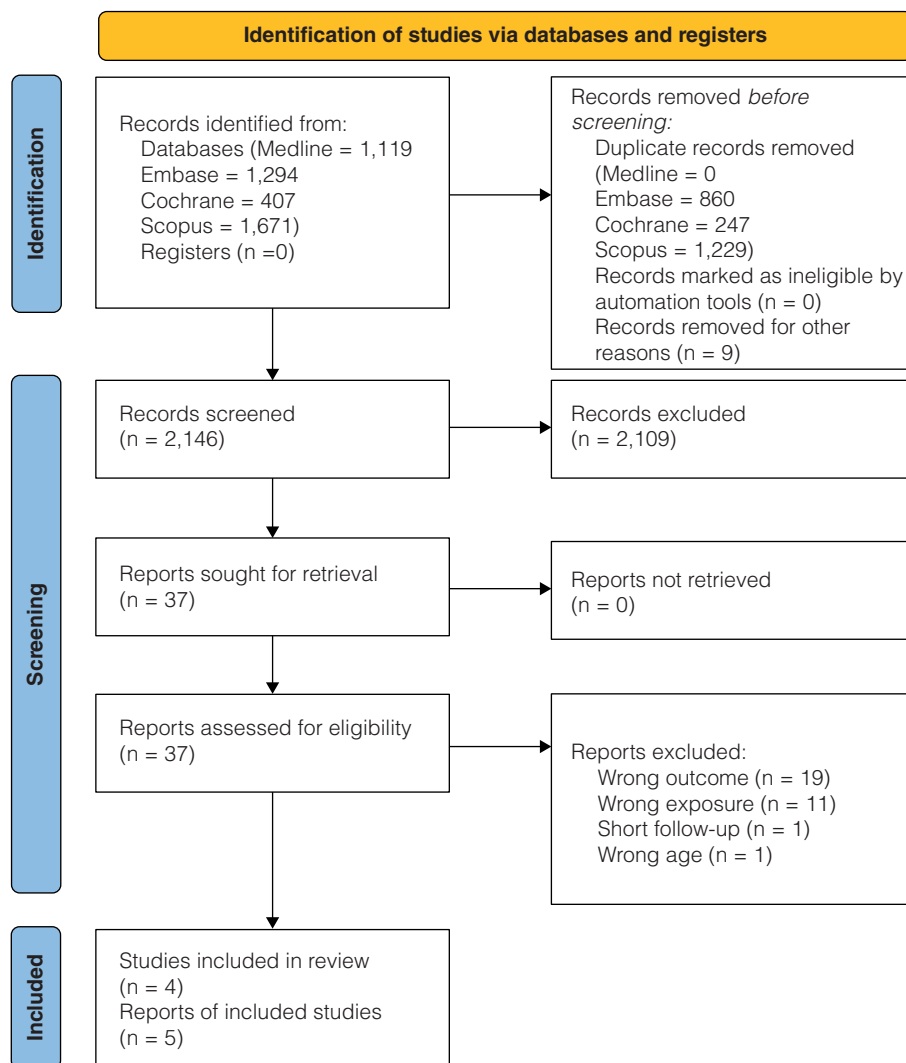 Identification of studies via databases and registers
Identification
Records identified from:
Databases (Medline = 1,119
Embase = 1,294
Cochrane = 407
Scopus = 1,671)
Registers (n =0)
Records removed before
screening:
Duplicate records removed
(Medline = 0
Embase = 860
Cochrane = 247
Scopus = 1,229)
Records marked as ineligible by
automation tools (n = 0)
Records removed for other
reasons (n = 9)
Screening
Records screened
(n = 2,146)
Records excluded
(n = 2,109)
Reports sought for retrieval
(n = 37)
Reports not retrieved
(n = 0)
Reports assessed for eligibility
(n = 37)
Reports excluded:
Wrong outcome (n = 19)
Wrong exposure (n = 11)
Short follow-up (n = 1)
Wrong age (n = 1)
Included
Studies included in review
(n = 4)
Reports of included studies
(n = 5)